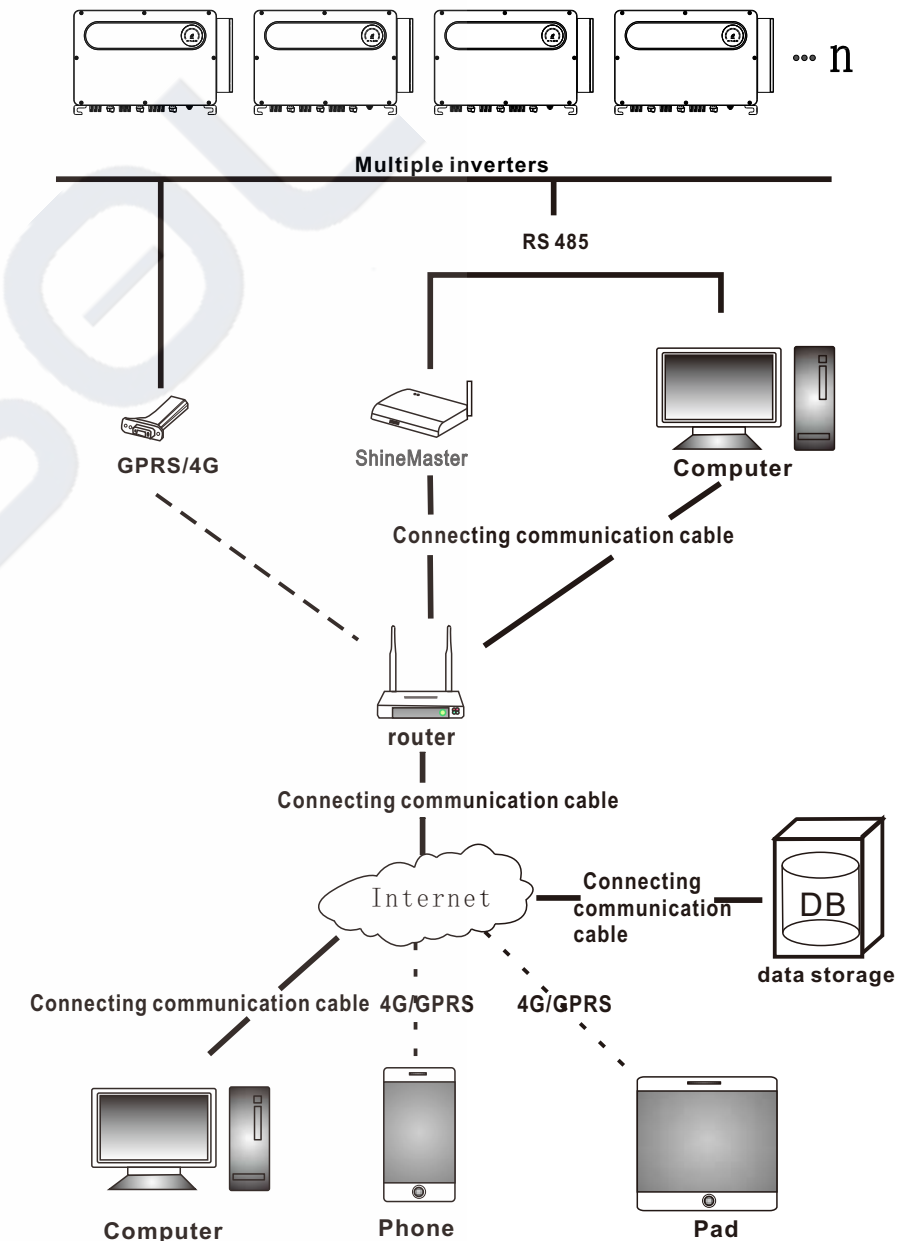 ••• n
Multiple inverters
RS 485
GPRS/4G
ShineMaster
Computer
Connecting communication cable
router
Connecting communication cable
Internet
Connecting
communication
cable
DB
data storage
Connecting communication cable
4G/GPRS
4G/GPRS
Computer
Phone
Pad